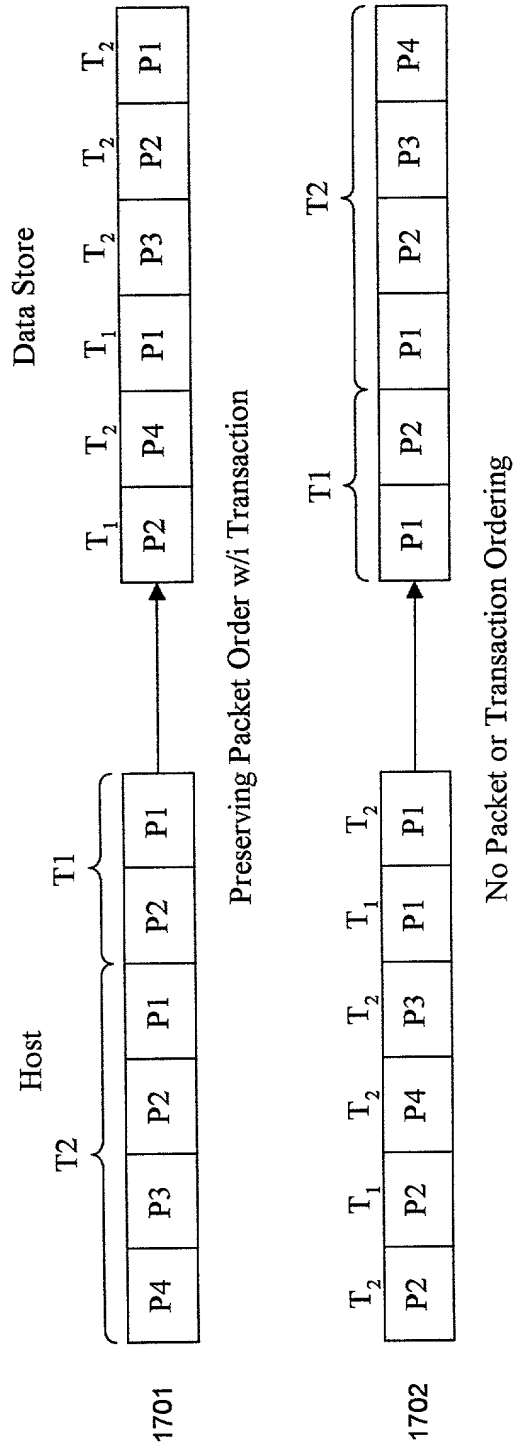 Host Data Store
T2 T1 T₁ T₂ T₁ T₂ T₂ T₂
1701 P4 P3 P2 P1 P2 P1 P2 P4 P1 P3 P2 P1
Preserving Packet Order w/i Transaction
T₂ T₁ T₂ T₂ T₁ T₂ T1 T2
1702 P2 P2 P4 P3 P1 P1 P1 P2 P1 P2 P3 P4
No Packet or Transaction Ordering